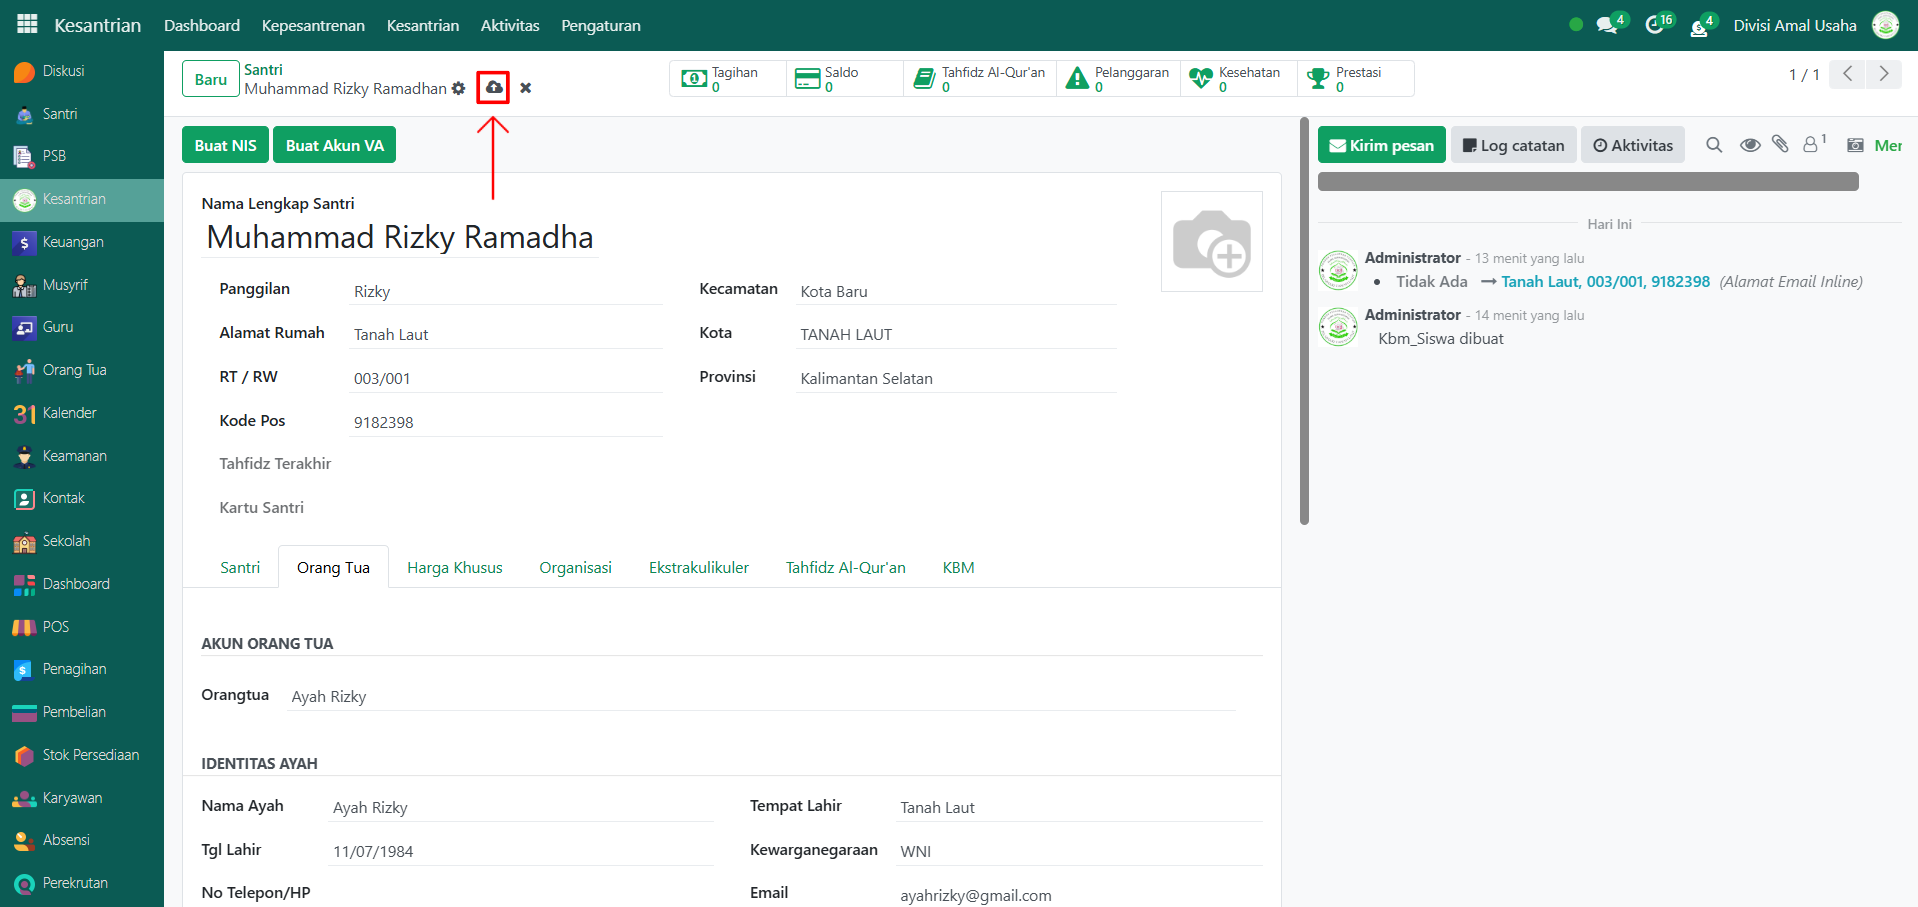 Kesantrian Dashboard Kepesantrenan Kesantrian Aktivitas Pengaturan 4 16 4 Divisi Amal Usaha
Diskusi
Santri
PSB
Kesantrian
Keuangan
Musyrif
Guru
Orang Tua
31 Kalender
Keamanan
Kontak
Sekolah
Dashboard
POS
Penagihan
Pembelian
Stok Persediaan
Karyawan
Absensi
Perekrutan
Baru
Santri
Muhammad Rizky Ramadhan
Tagihan
0
Saldo
0
Tahfidz Al-Qur'an
0
Pelanggaran
0
Kesehatan
0
Prestasi
0
1 / 1
Buat NIS Buat Akun VA
Nama Lengkap Santri
Muhammad Rizky Ramadha
Panggilan Rizky Kecamatan Kota Baru
Alamat Rumah Tanah Laut Kota TANAH LAUT
RT / RW 003/001 Provinsi Kalimantan Selatan
Kode Pos 9182398
Tahfidz Terakhir
Kartu Santri
Santri Orang Tua Harga Khusus Organisasi Ekstrakulikuler Tahfidz Al-Qur'an KBM
AKUN ORANG TUA
Orangtua Ayah Rizky
IDENTITAS AYAH
Nama Ayah Ayah Rizky Tempat Lahir Tanah Laut
Tgl Lahir 11/07/1984 Kewarganegaraan WNI
No Telepon/HP Email ayahrizky@gmail.com
Kirim pesan Log catatan Aktivitas 1 Mer
Hari Ini
Administrator - 13 menit yang lalu
• Tidak Ada → Tanah Laut, 003/001, 9182398 (Alamat Email Inline)
Administrator - 14 menit yang lalu
Kbm_Siswa dibuat